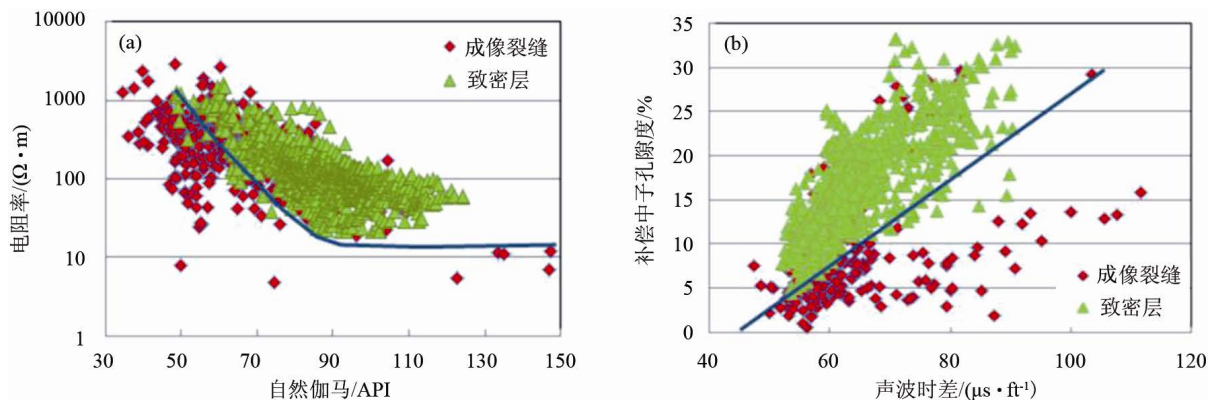 (a)
成像裂缝
致密层
10000
1000
100
10
1
电阻率/(Ω·m)
30 50 70 90 110 130 150
自然伽马/API
(b)
35
30
25
20
15
10
5
0
补偿中子孔隙度/%
成像裂缝
致密层
40 60 80 100 120
声波时差/(μs·ft⁻¹)